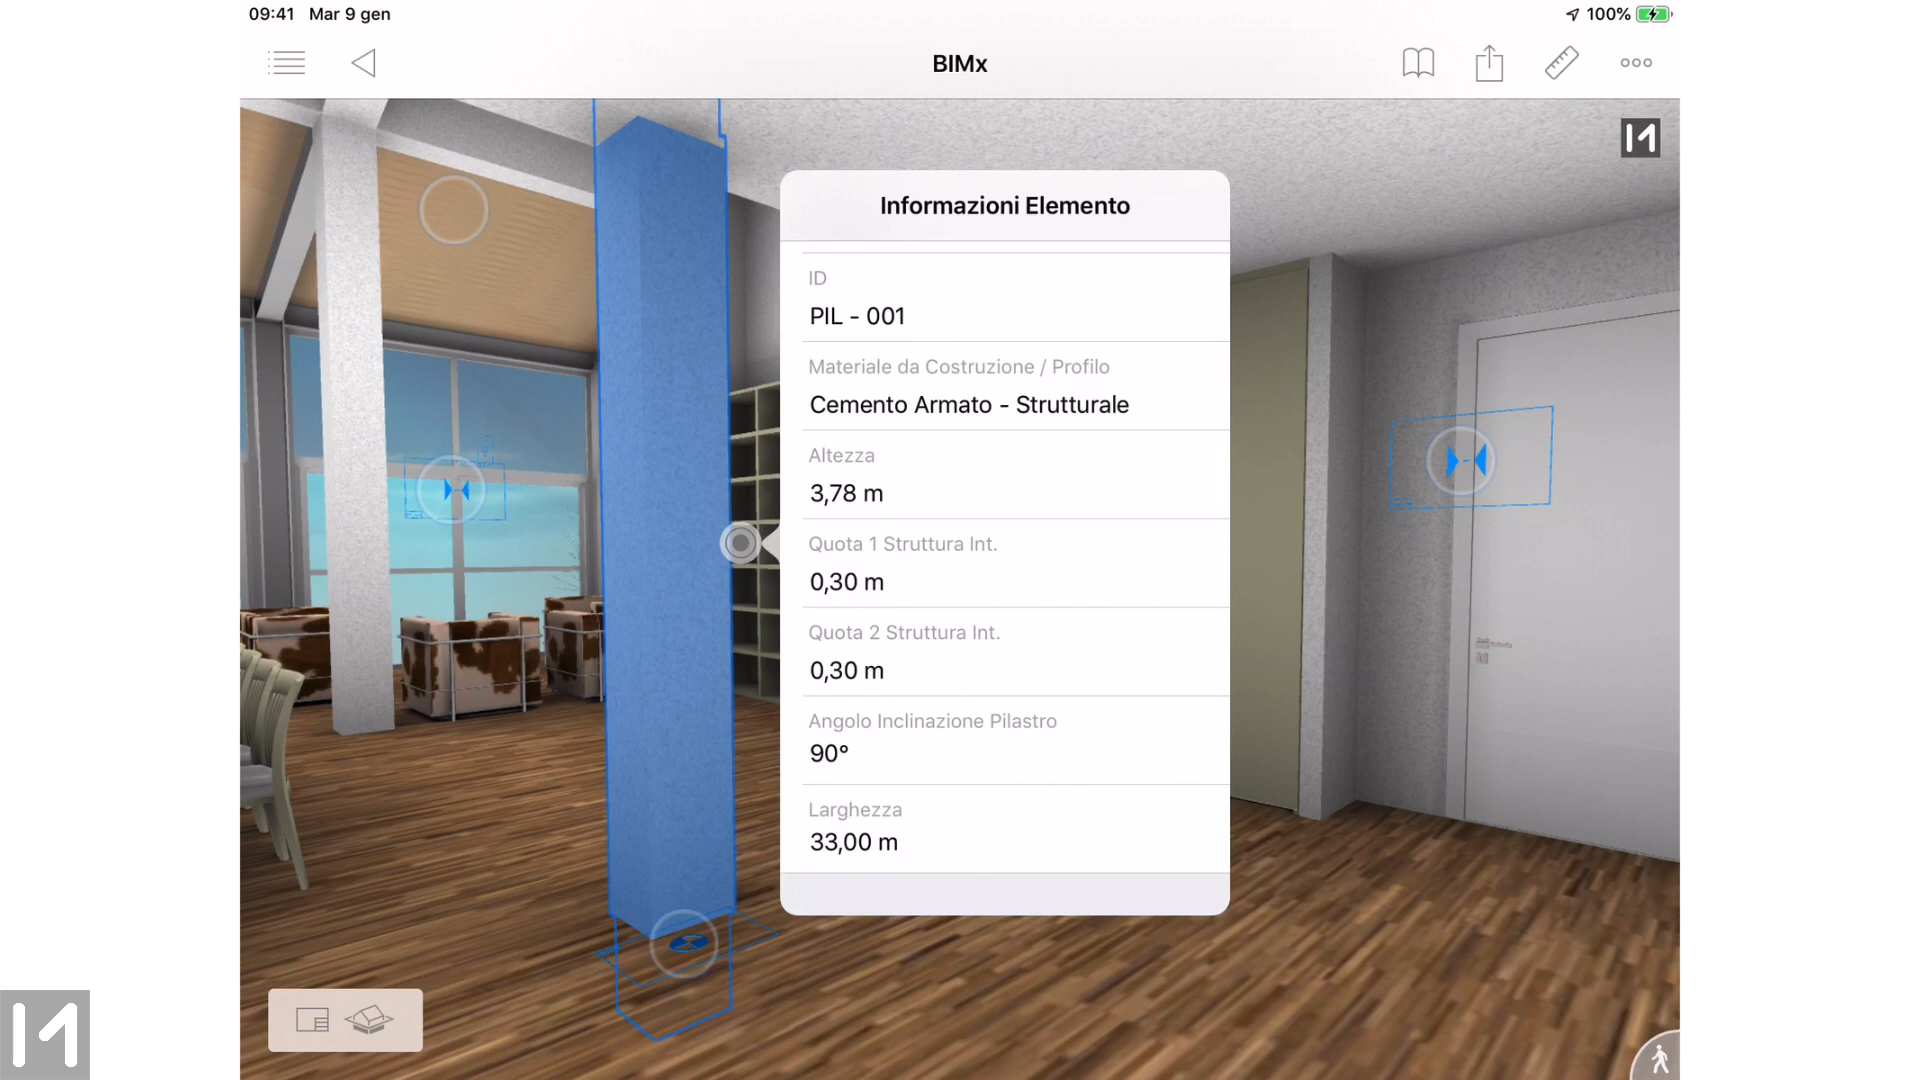 09:41 Mar 9 gen
100%
BIMx
Informazioni Elemento
ID
PIL - 001
Materiale da Costruzione / Profilo
Cemento Armato - Strutturale
Altezza
3,78 m
Quota 1 Struttura Int.
0,30 m
Quota 2 Struttura Int.
0,30 m
Angolo Inclinazione Pilastro
90°
Larghezza
33,00 m